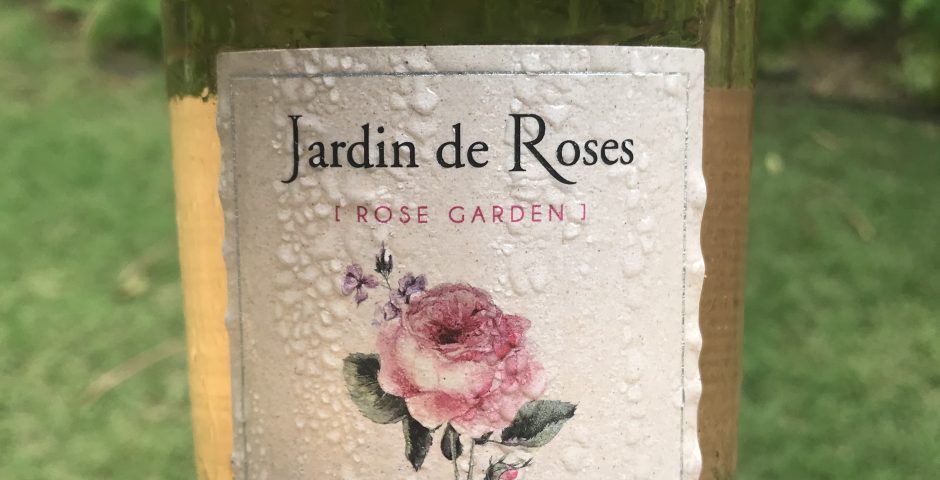 Jardin de Roses
[ ROSE GARDEN ]